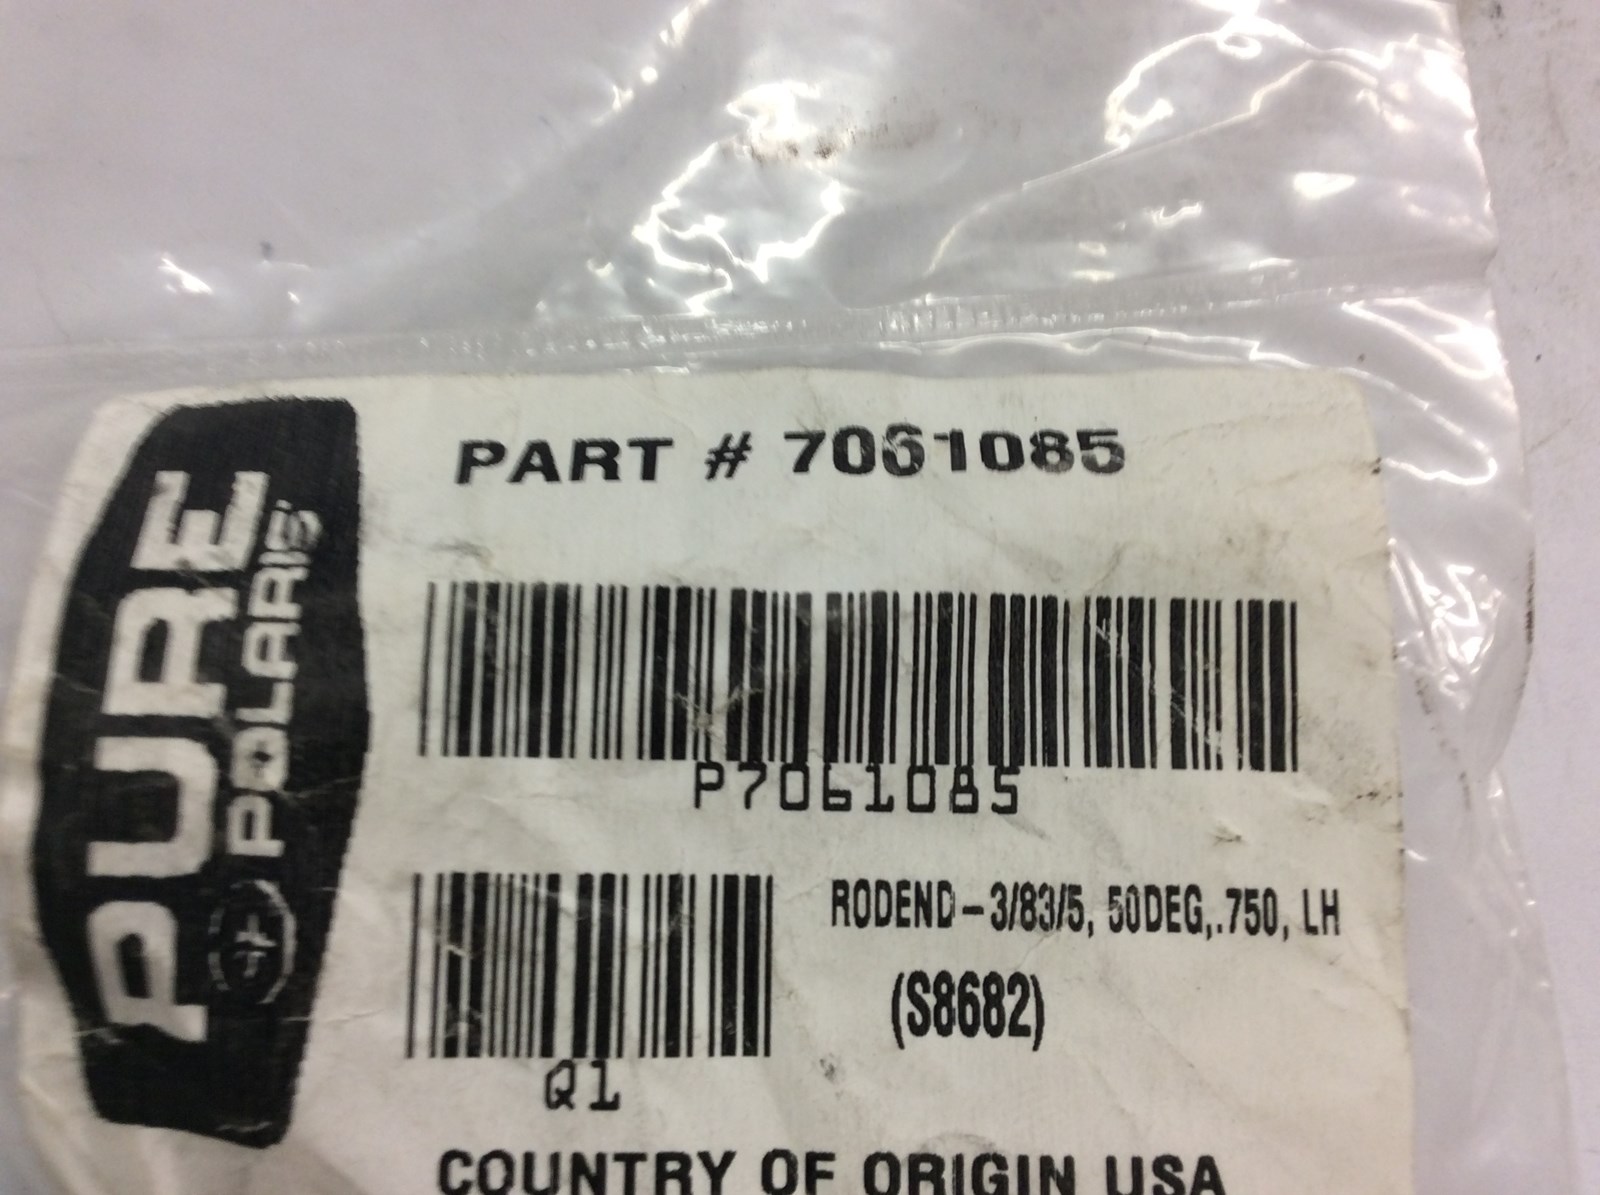 PURE
POLARIS
PART # 7061085
P7061085
RODEND-3/83/5, 50DEG,.750, LH
(S8682)
Q1
COUNTRY OF ORIGIN USA